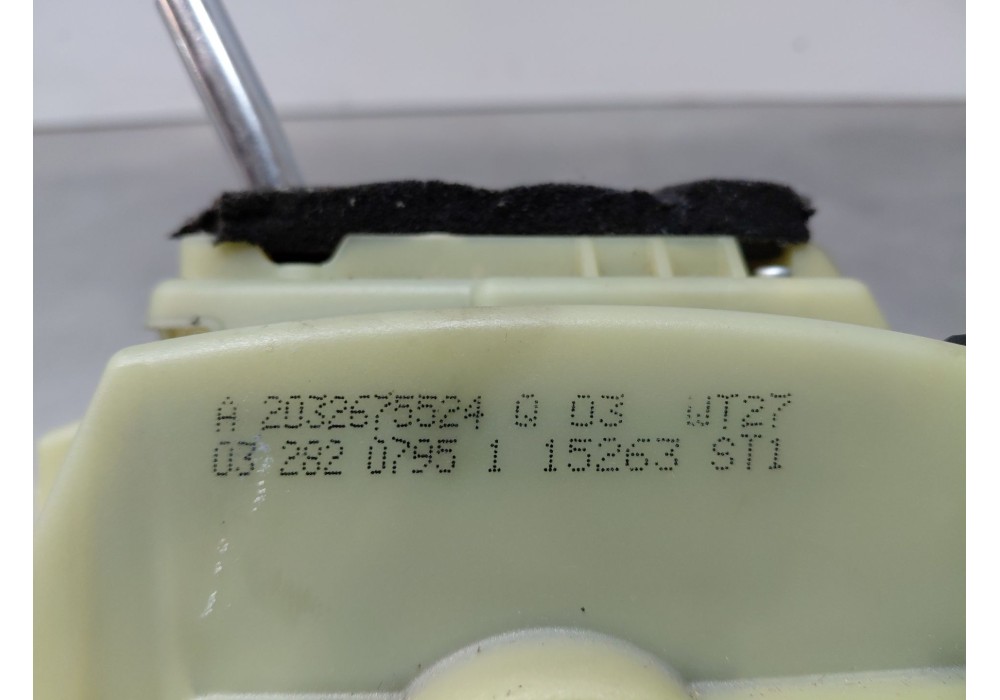 A 2032675524 Q 03 WT27
03 282 0795 1 15263 ST1